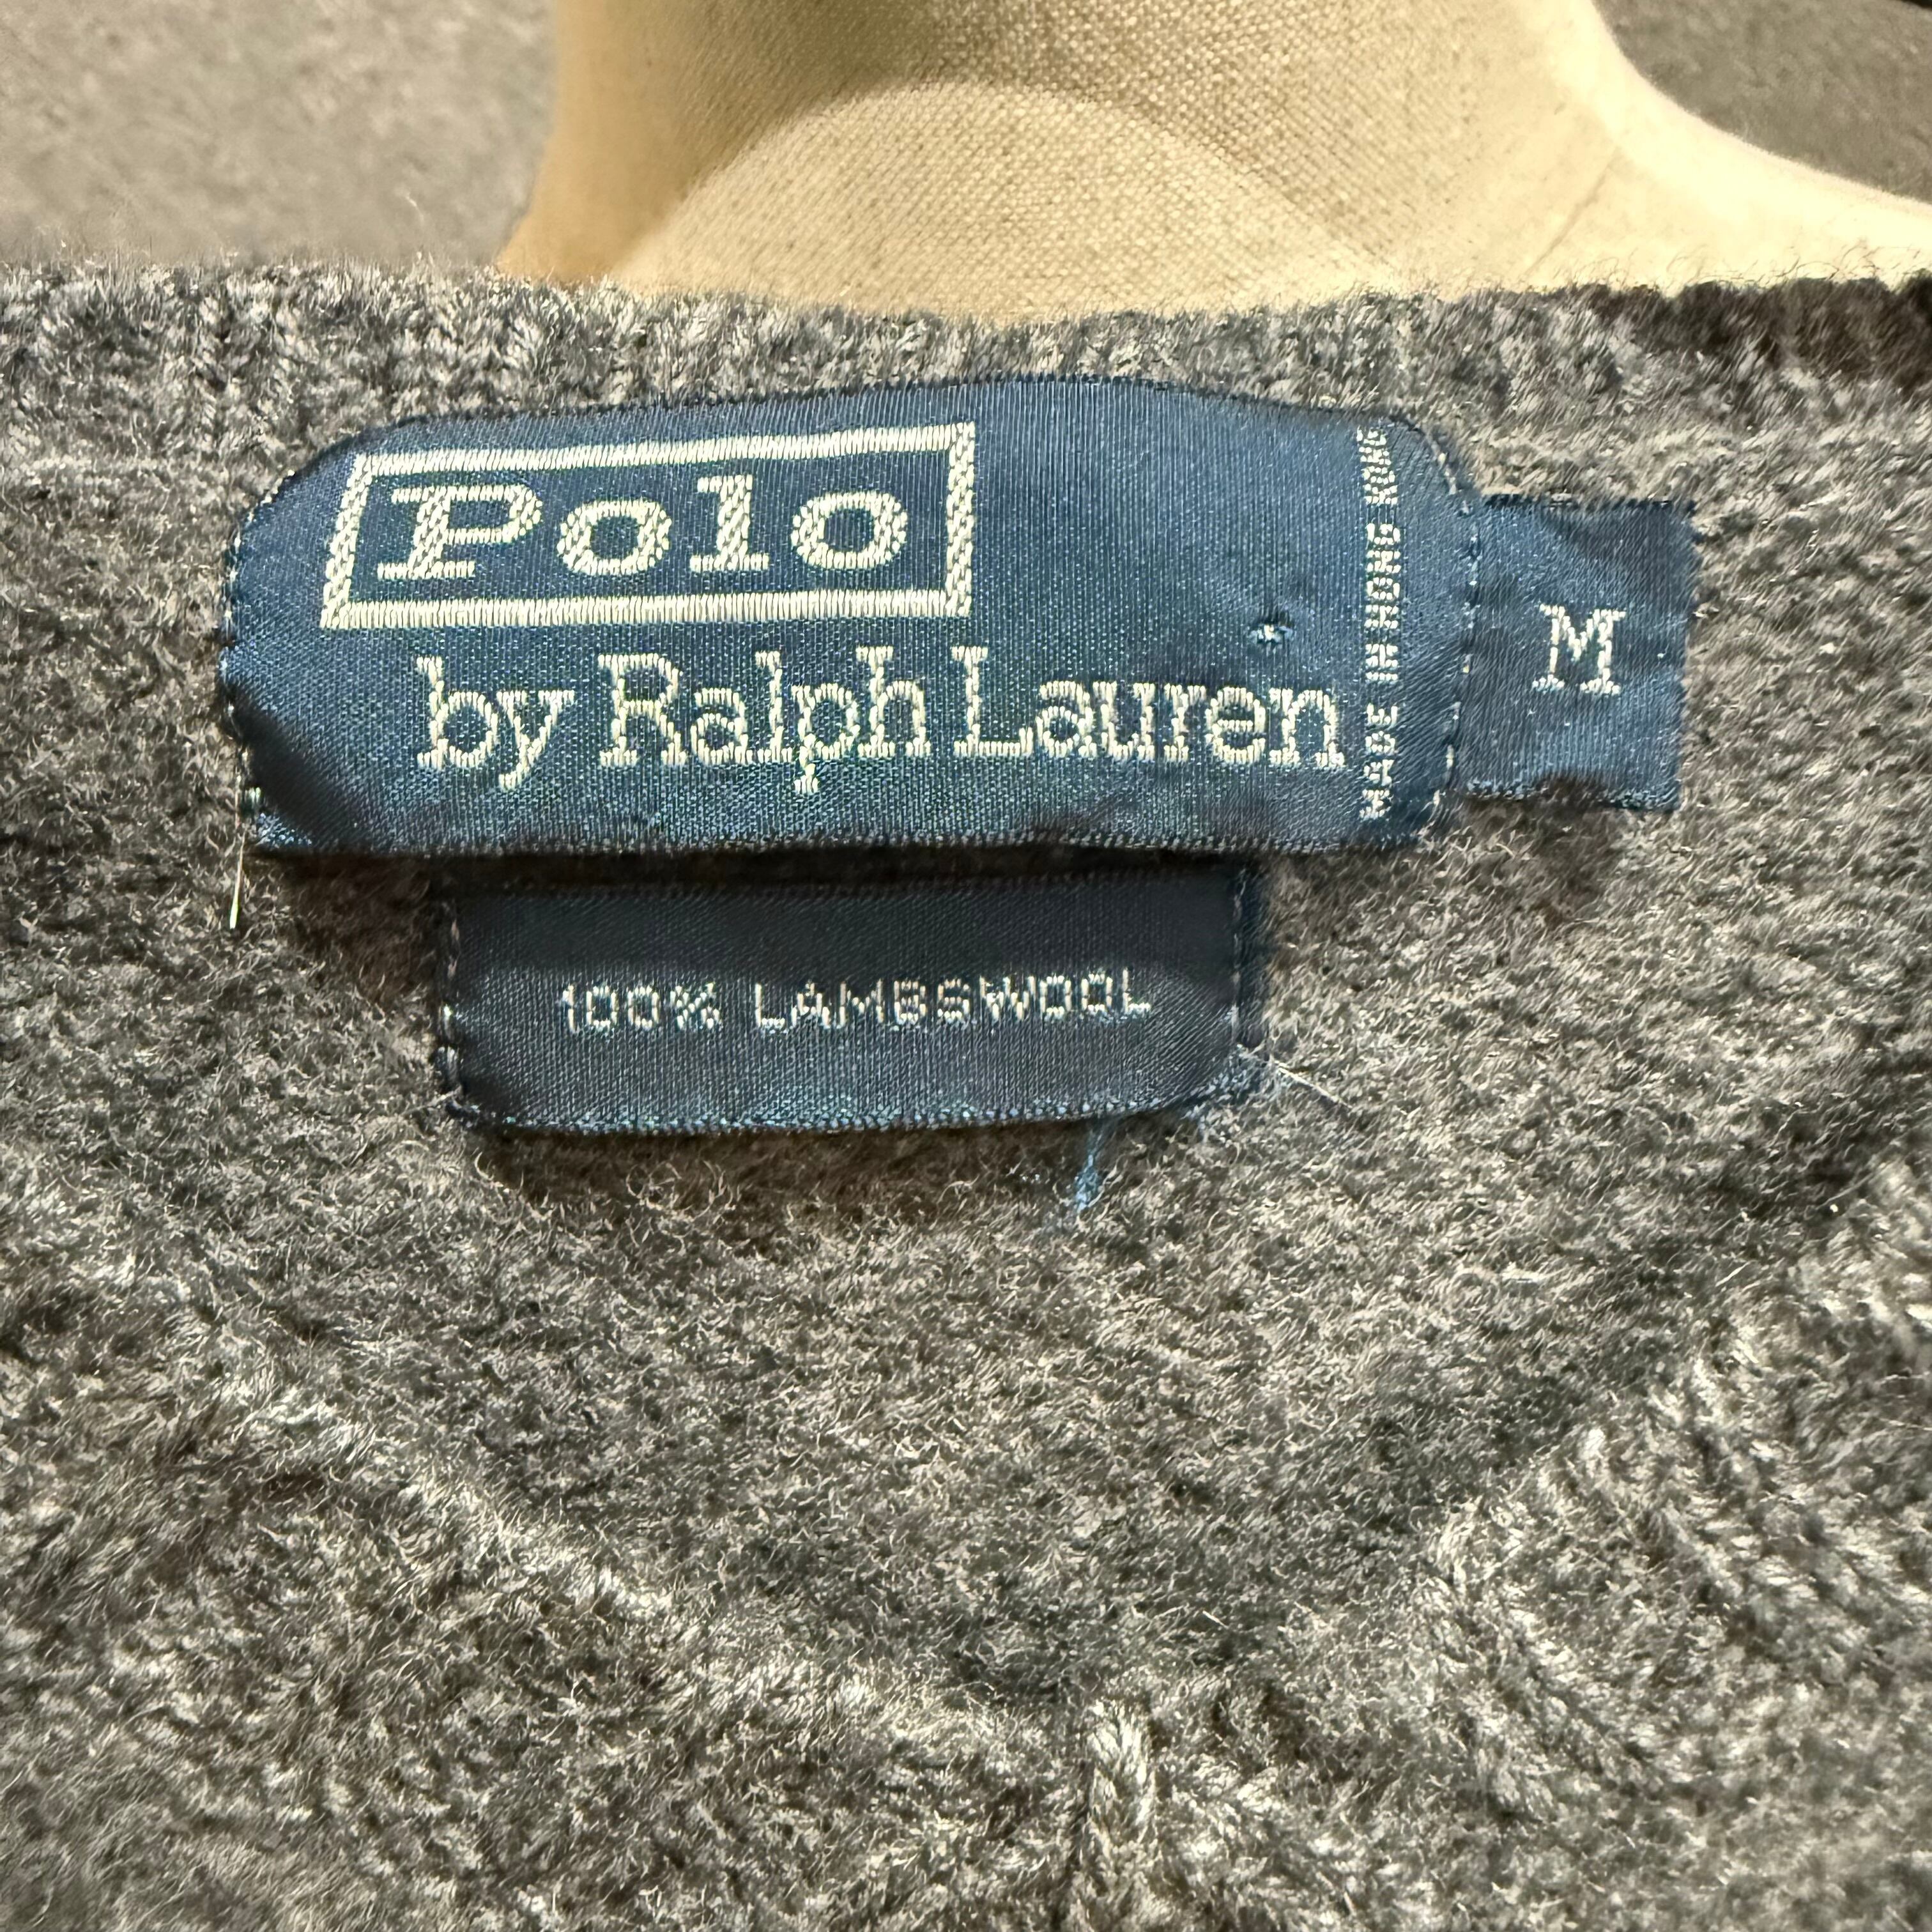 Polo
by Ralph Lauren
MADE IN HONG KONG
M
100% LAMBSWOOL